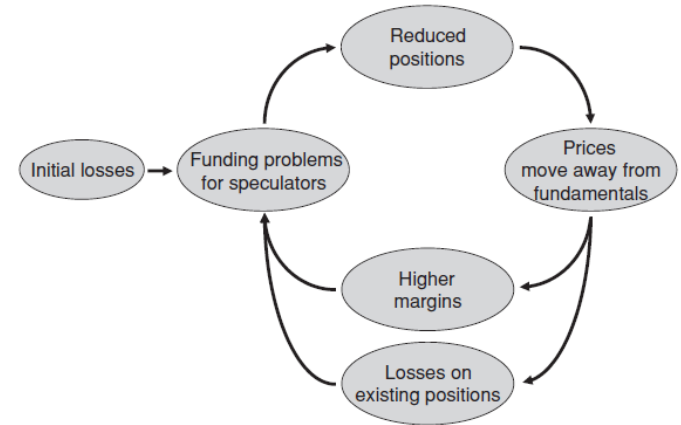 Reduced
positions
Initial losses
Funding problems
for speculators
Prices
move away from
fundamentals
Higher
margins
Losses on
existing positions